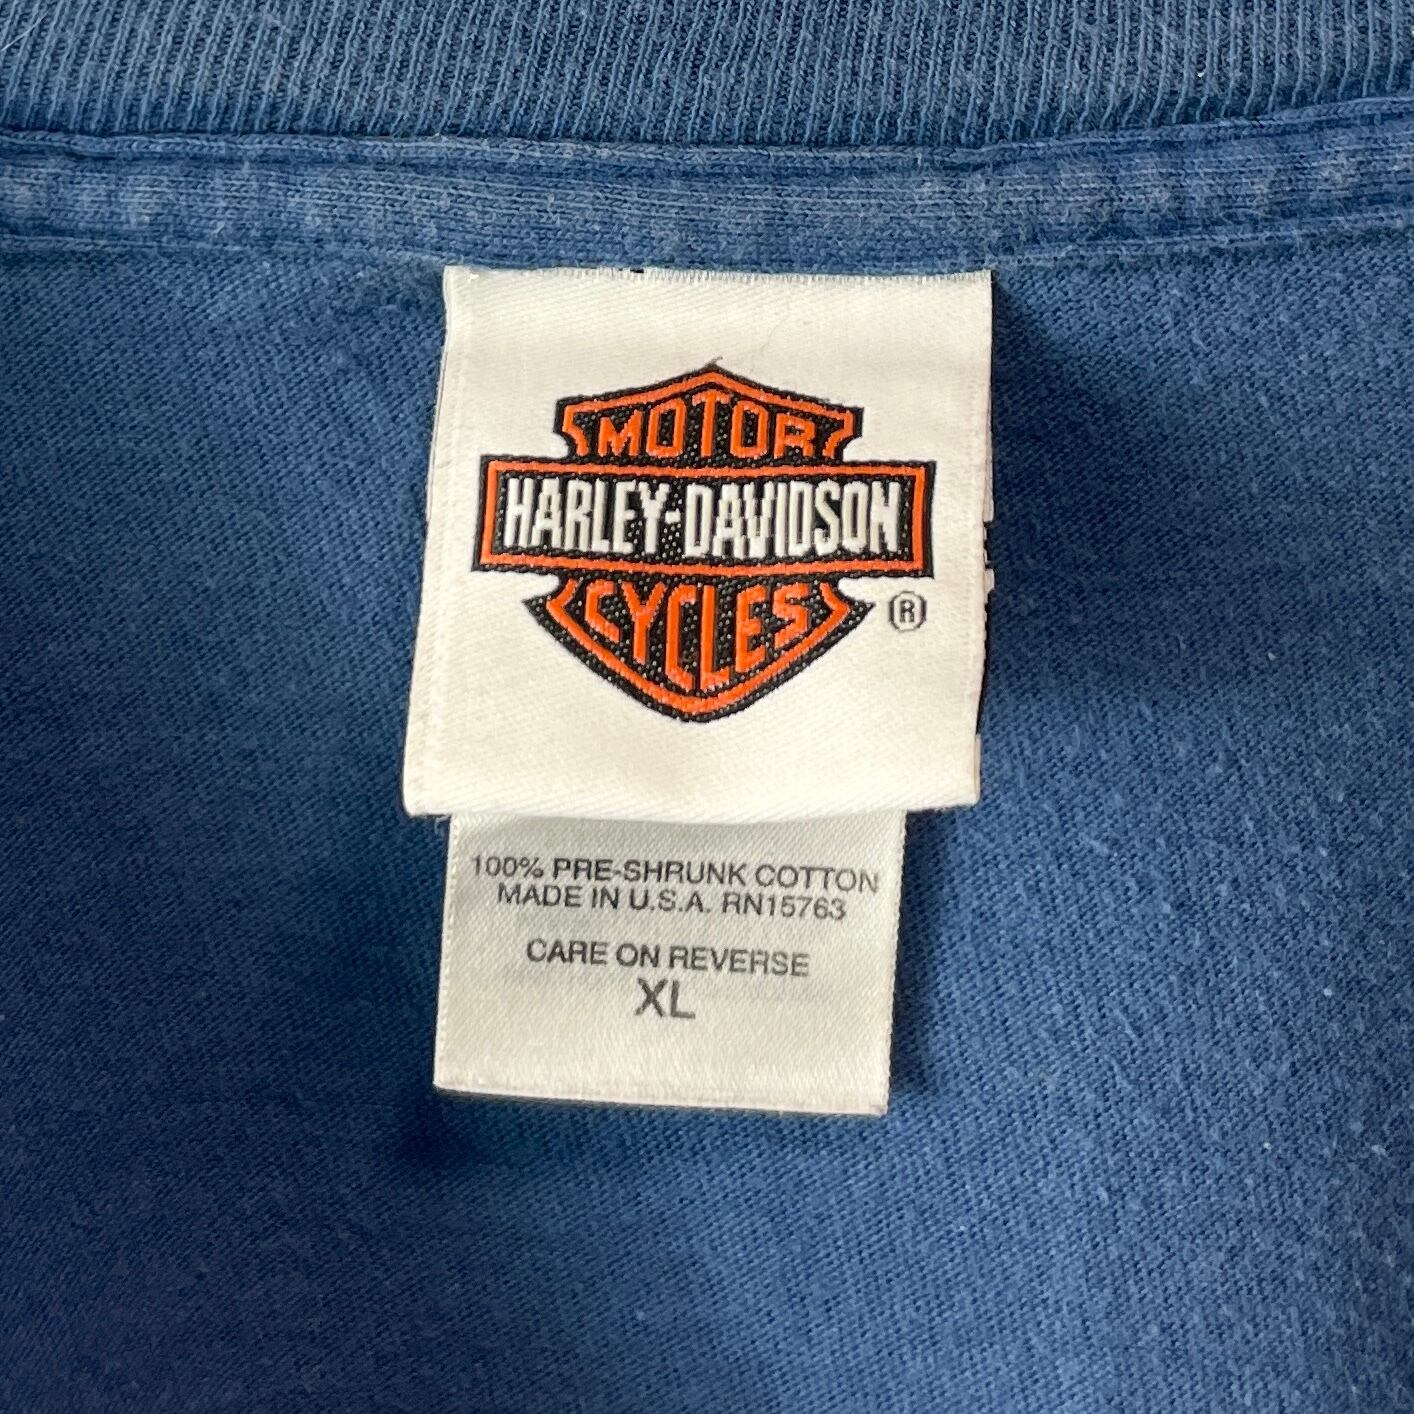 MOTOR
HARLEY-DAVIDSON
CYCLES
®
100% PRE-SHRUNK COTTON
MADE IN U.S.A. RN15763
CARE ON REVERSE
XL